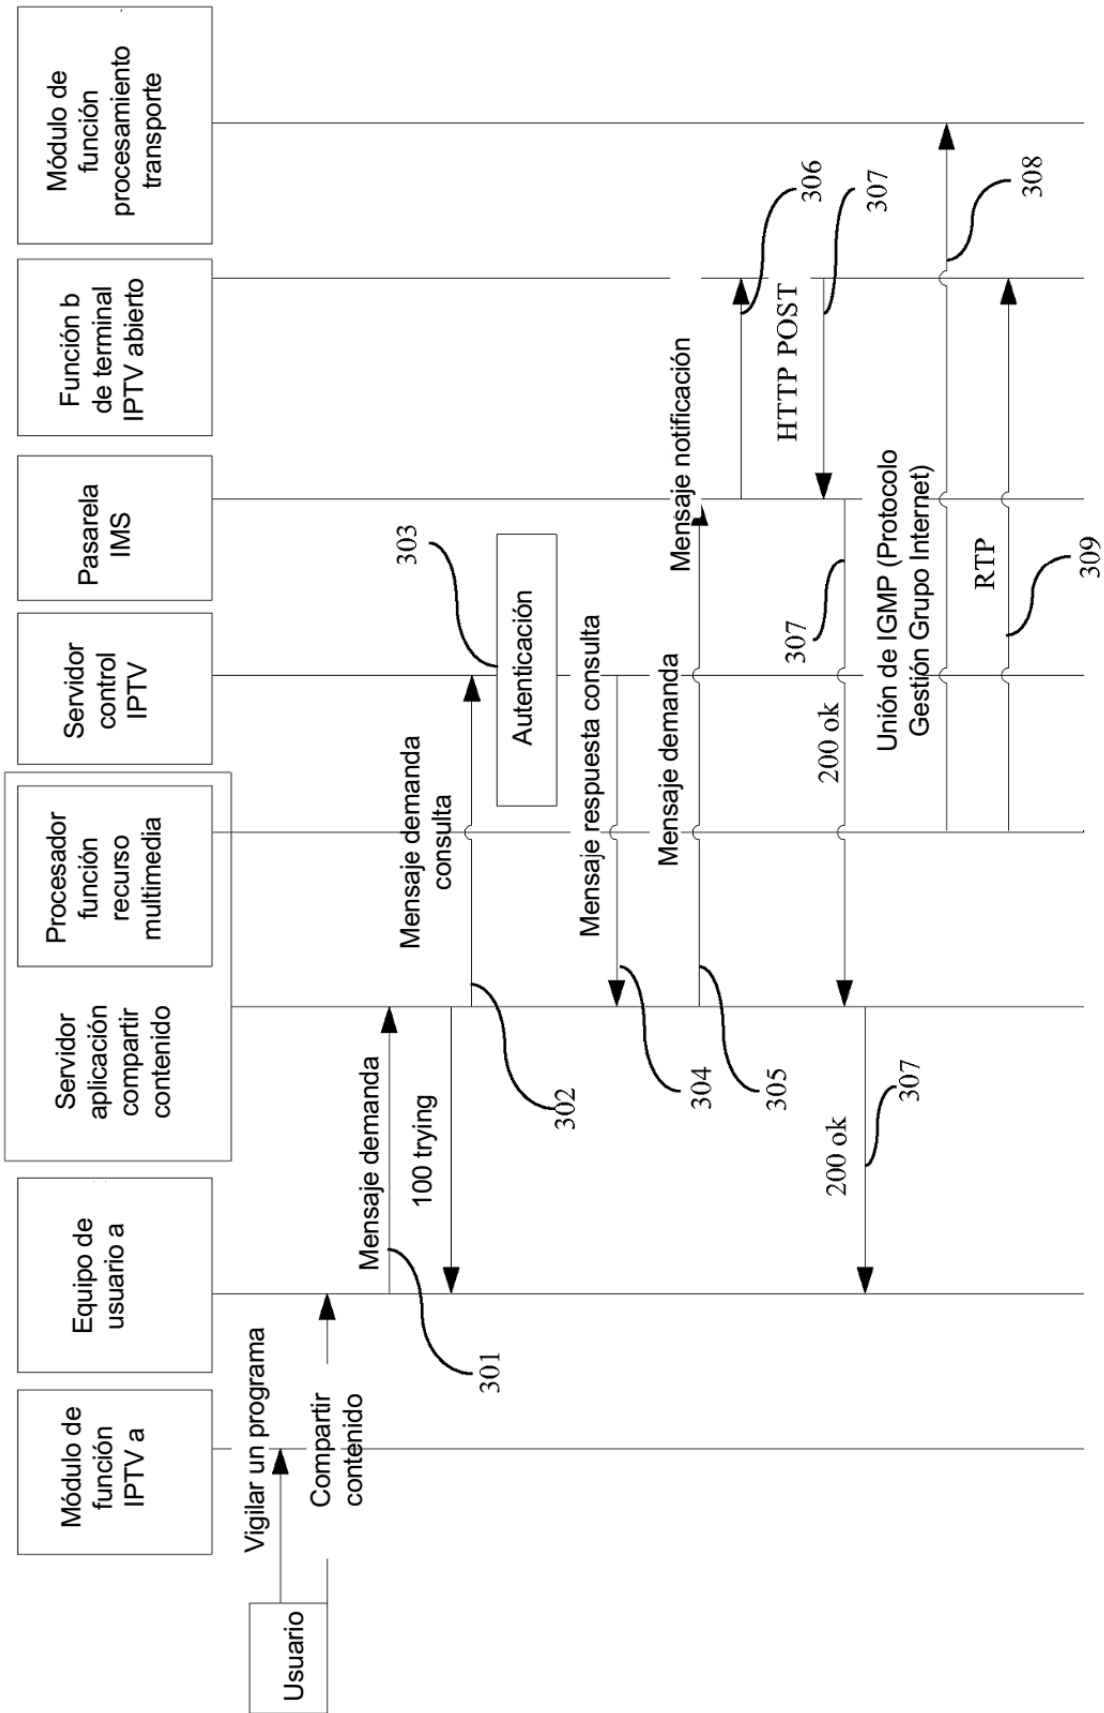 Usuario
Módulo de
función
IPTV a
Equipo de
usuario a
Servidor
aplicación
compartir
contenido
Procesador
función
recurso
multimedia
Servidor
control
IPTV
Pasarela
IMS
Función b
de terminal
IPTV abierto
Módulo de
función
procesamiento
transporte
Vigilar un programa
Compartir
contenido
Mensaje demanda
301
100 trying
Mensaje demanda
consulta
302
Autenticación
303
Mensaje respuesta consulta
304
Mensaje demanda
305
Mensaje notificación
306
HTTP POST
307
200 ok
307
200 ok
307
Unión de IGMP (Protocolo
Gestión Grupo Internet)
308
RTP
309